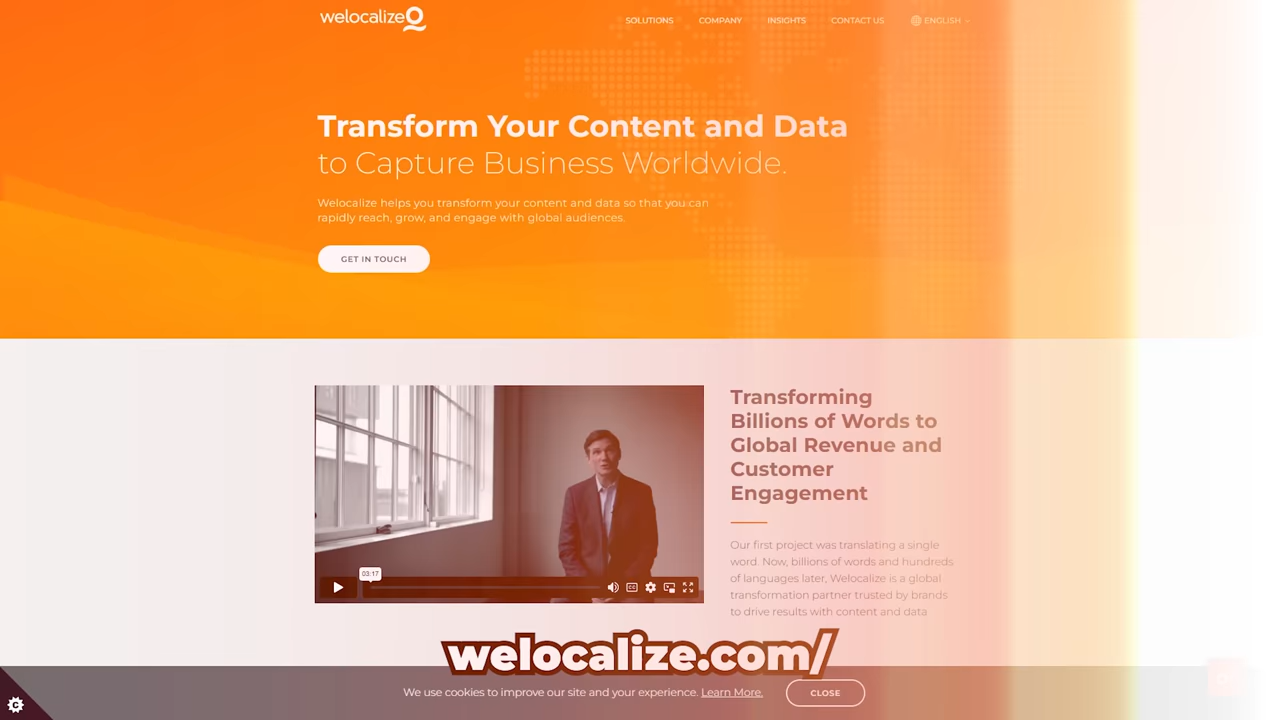 welocalize
SOLUTIONS COMPANY INSIGHTS CONTACT US ENGLISH
Transform Your Content and Data
to Capture Business Worldwide.
Welocalize helps you transform your content and data so that you can
rapidly reach, grow, and engage with global audiences.
GET IN TOUCH
03:17
CC
Transforming
Billions of Words to
Global Revenue and
Customer
Engagement
Our first project was translating a single
word. Now, billions of words and hundreds
of languages later, Welocalize is a global
transformation partner trusted by brands
to drive results with content and data
welocalize.com/
We use cookies to improve our site and your experience. Learn More. CLOSE